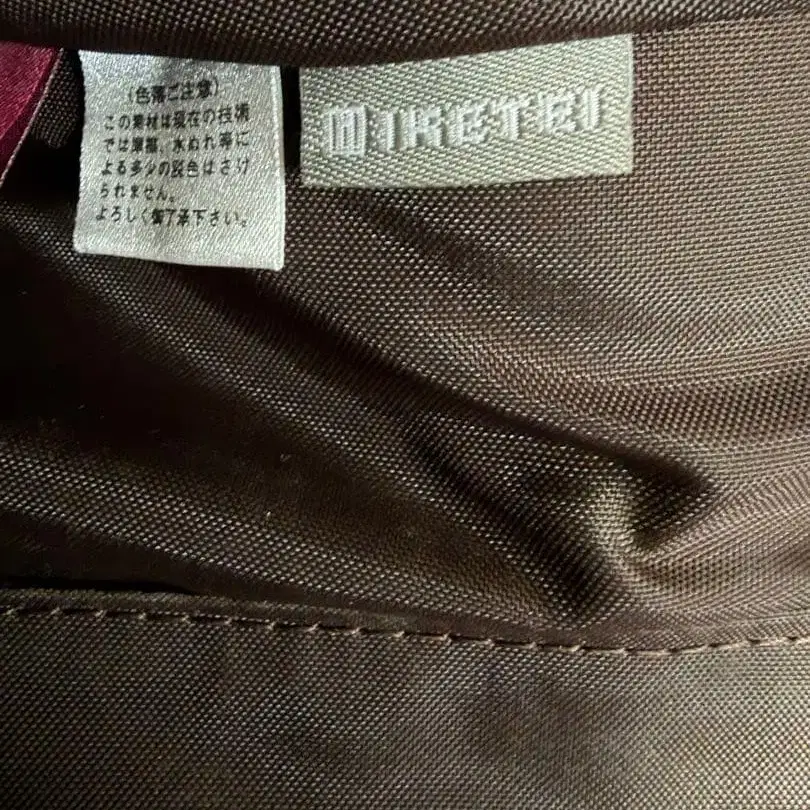 (色落ご注意)
この素材は現在の技術
では摩擦、水ぬれ等に
よる多少の脱色はさけ
られません。
よろしく御了承下さい。
MIKETEI